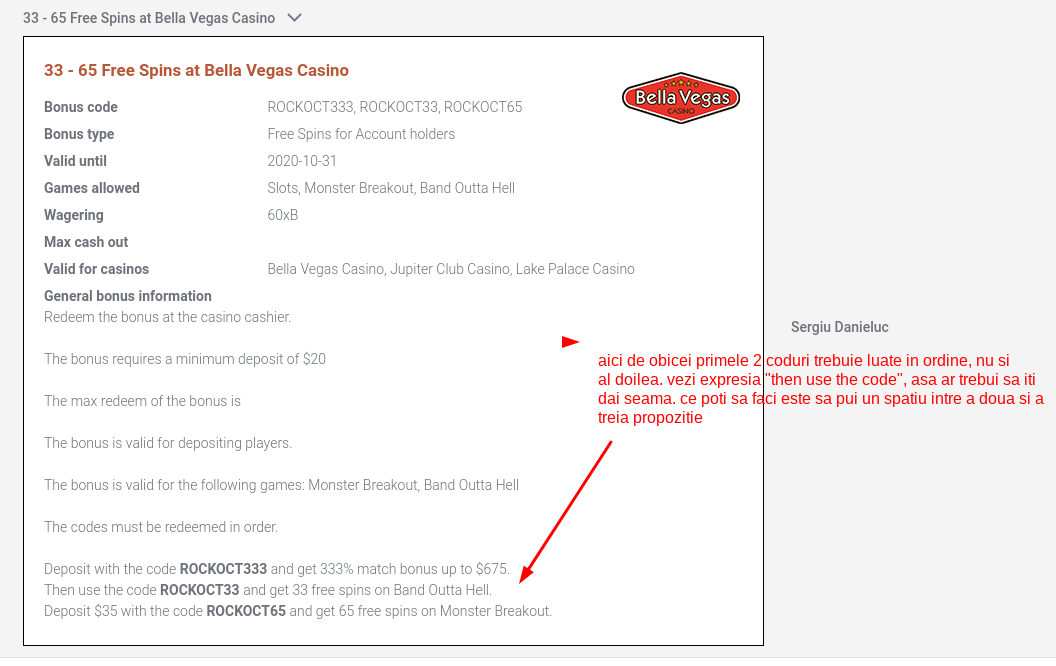 33 - 65 Free Spins at Bella Vegas Casino
33 - 65 Free Spins at Bella Vegas Casino
Bella Vegas
CASINO
Bonus code ROCKOCT333, ROCKOCT33, ROCKOCT65
Bonus type Free Spins for Account holders
Valid until 2020-10-31
Games allowed Slots, Monster Breakout, Band Outta Hell
Wagering 60xB
Max cash out
Valid for casinos Bella Vegas Casino, Jupiter Club Casino, Lake Palace Casino
General bonus information
Redeem the bonus at the casino cashier.
The bonus requires a minimum deposit of $20
The max redeem of the bonus is
The bonus is valid for depositing players.
The bonus is valid for the following games: Monster Breakout, Band Outta Hell
The codes must be redeemed in order.
Deposit with the code ROCKOCT333 and get 333% match bonus up to $675.
Then use the code ROCKOCT33 and get 33 free spins on Band Outta Hell.
Deposit $35 with the code ROCKOCT65 and get 65 free spins on Monster Breakout.
Sergiu Danieluc
aici de obicei primele 2 coduri trebuie luate in ordine, nu si
al doilea. vezi expresia "then use the code", asa ar trebui sa iti
dai seama. ce poti sa faci este sa pui un spatiu intre a doua si a
treia propozitie